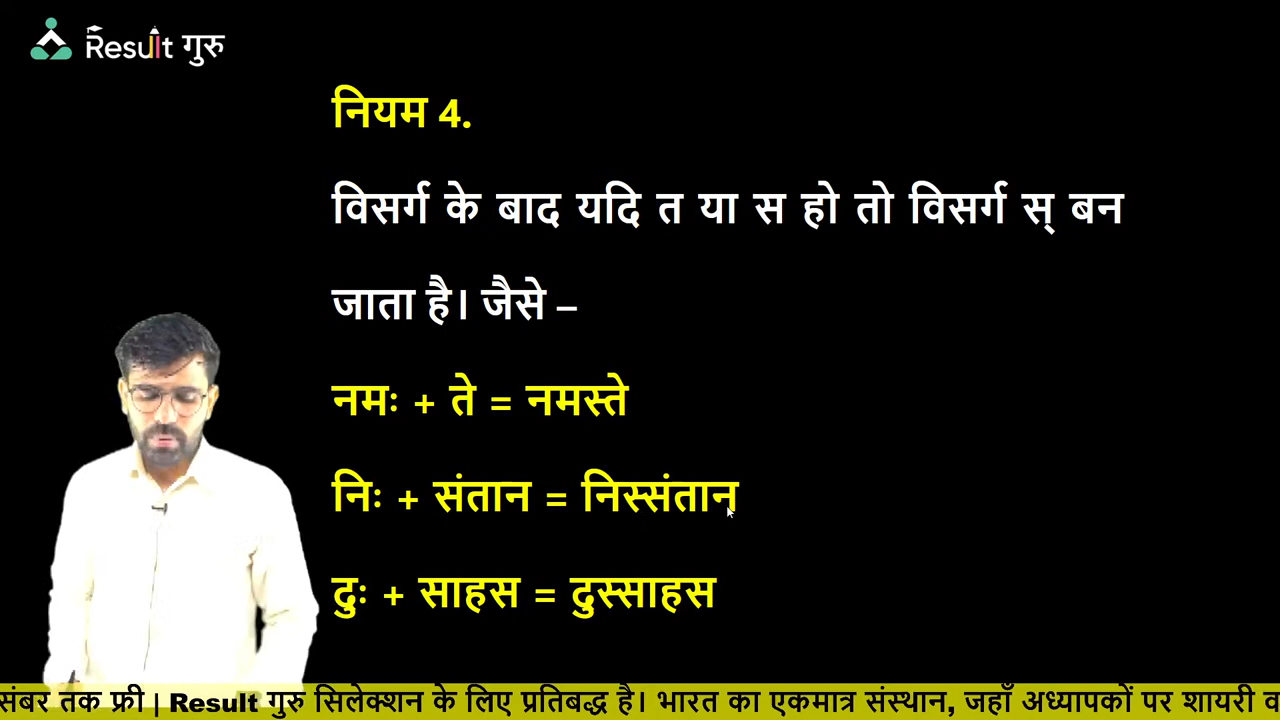 Result गुरु
नियम 4.
विसर्ग के बाद यदि त या स हो तो विसर्ग स् बन
जाता है। जैसे –
नमः + ते = नमस्ते
निः + संतान = निस्संतान
दुः + साहस = दुस्साहस
संबर तक फ्री | Result गुरु सिलेक्शन के लिए प्रतिबद्ध है। भारत का एकमात्र संस्थान, जहाँ अध्यापकों पर शायरी व